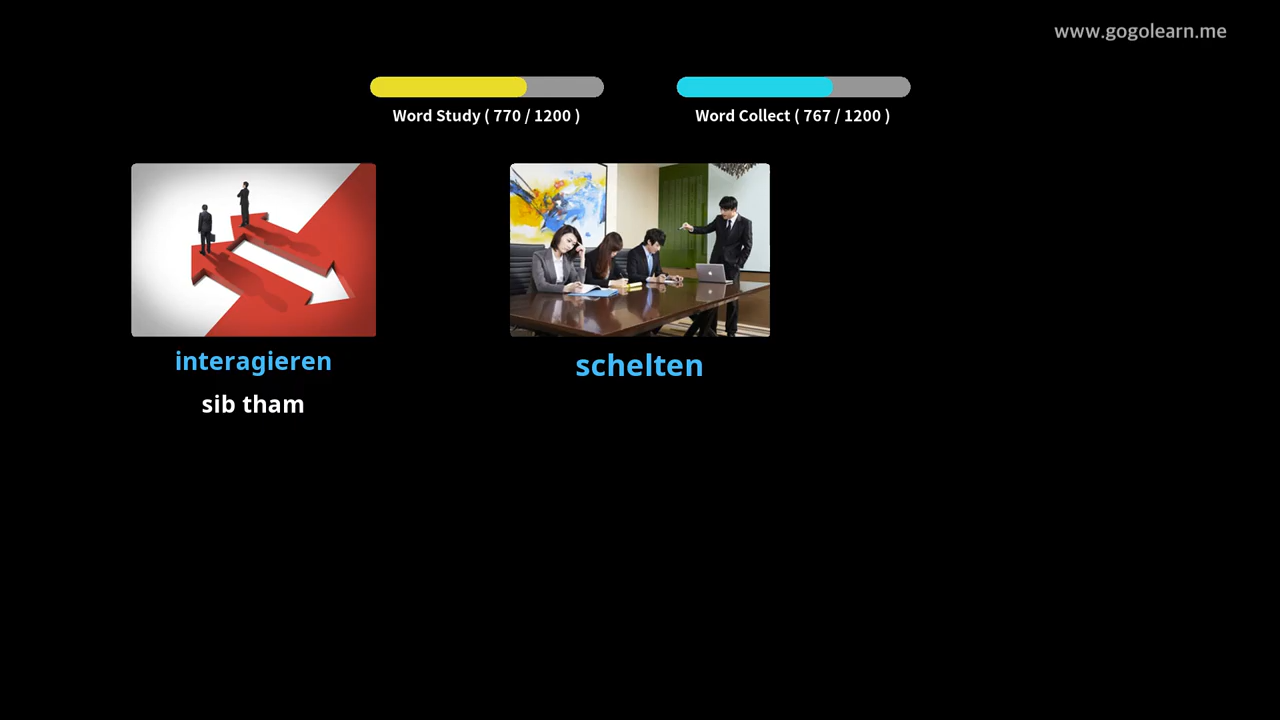 www.gogolearn.me
Word Study ( 770 / 1200 )
Word Collect ( 767 / 1200 )
interagieren
sib tham
schelten